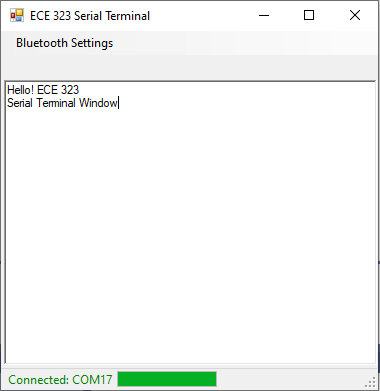 ECE 323 Serial Terminal
Bluetooth Settings
Hello! ECE 323
Serial Terminal Window
Connected: COM17